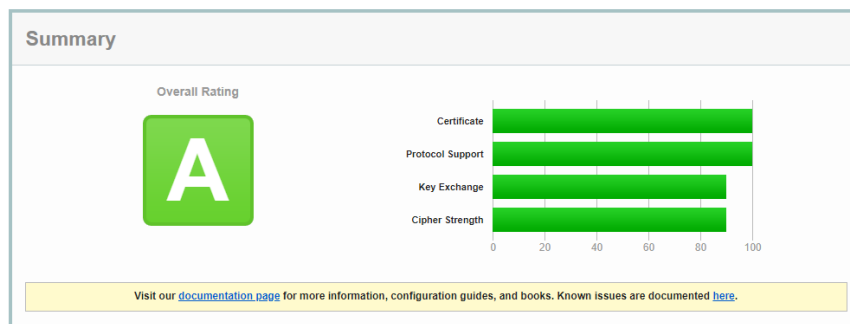 Summary
Overall Rating
A
Certificate
Protocol Support
Key Exchange
Cipher Strength
0 20 40 60 80 100
Visit our documentation page for more information, configuration guides, and books. Known issues are documented here.